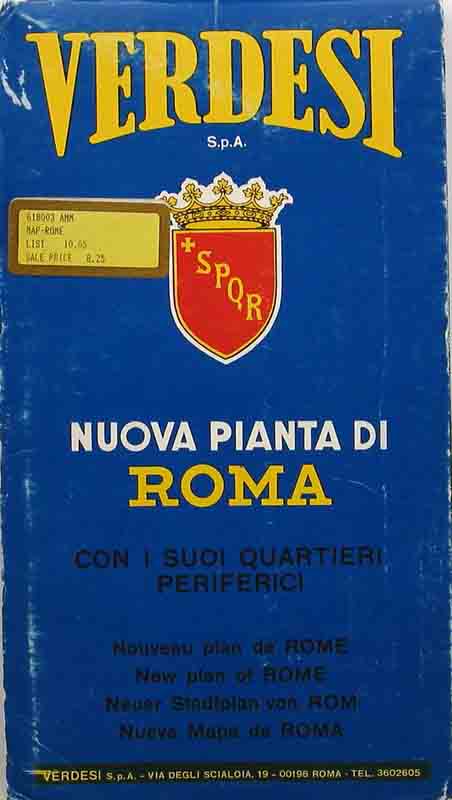 VERDESI
S.p.A.
618003 AMM
MAP-ROME
LIST 10.65
SALE PRICE 8.25
SPQR
NUOVA PIANTA DI
ROMA
CON I SUOI QUARTIERI
PERIFERICI
Nouveau plan de ROME
New plan of ROME
Neuer Stadtplan von ROM
Nueva Mapa de ROMA
VERDESI S.p.A. - VIA DEGLI SCIALOIA, 19 - 00196 ROMA - TEL. 3602605